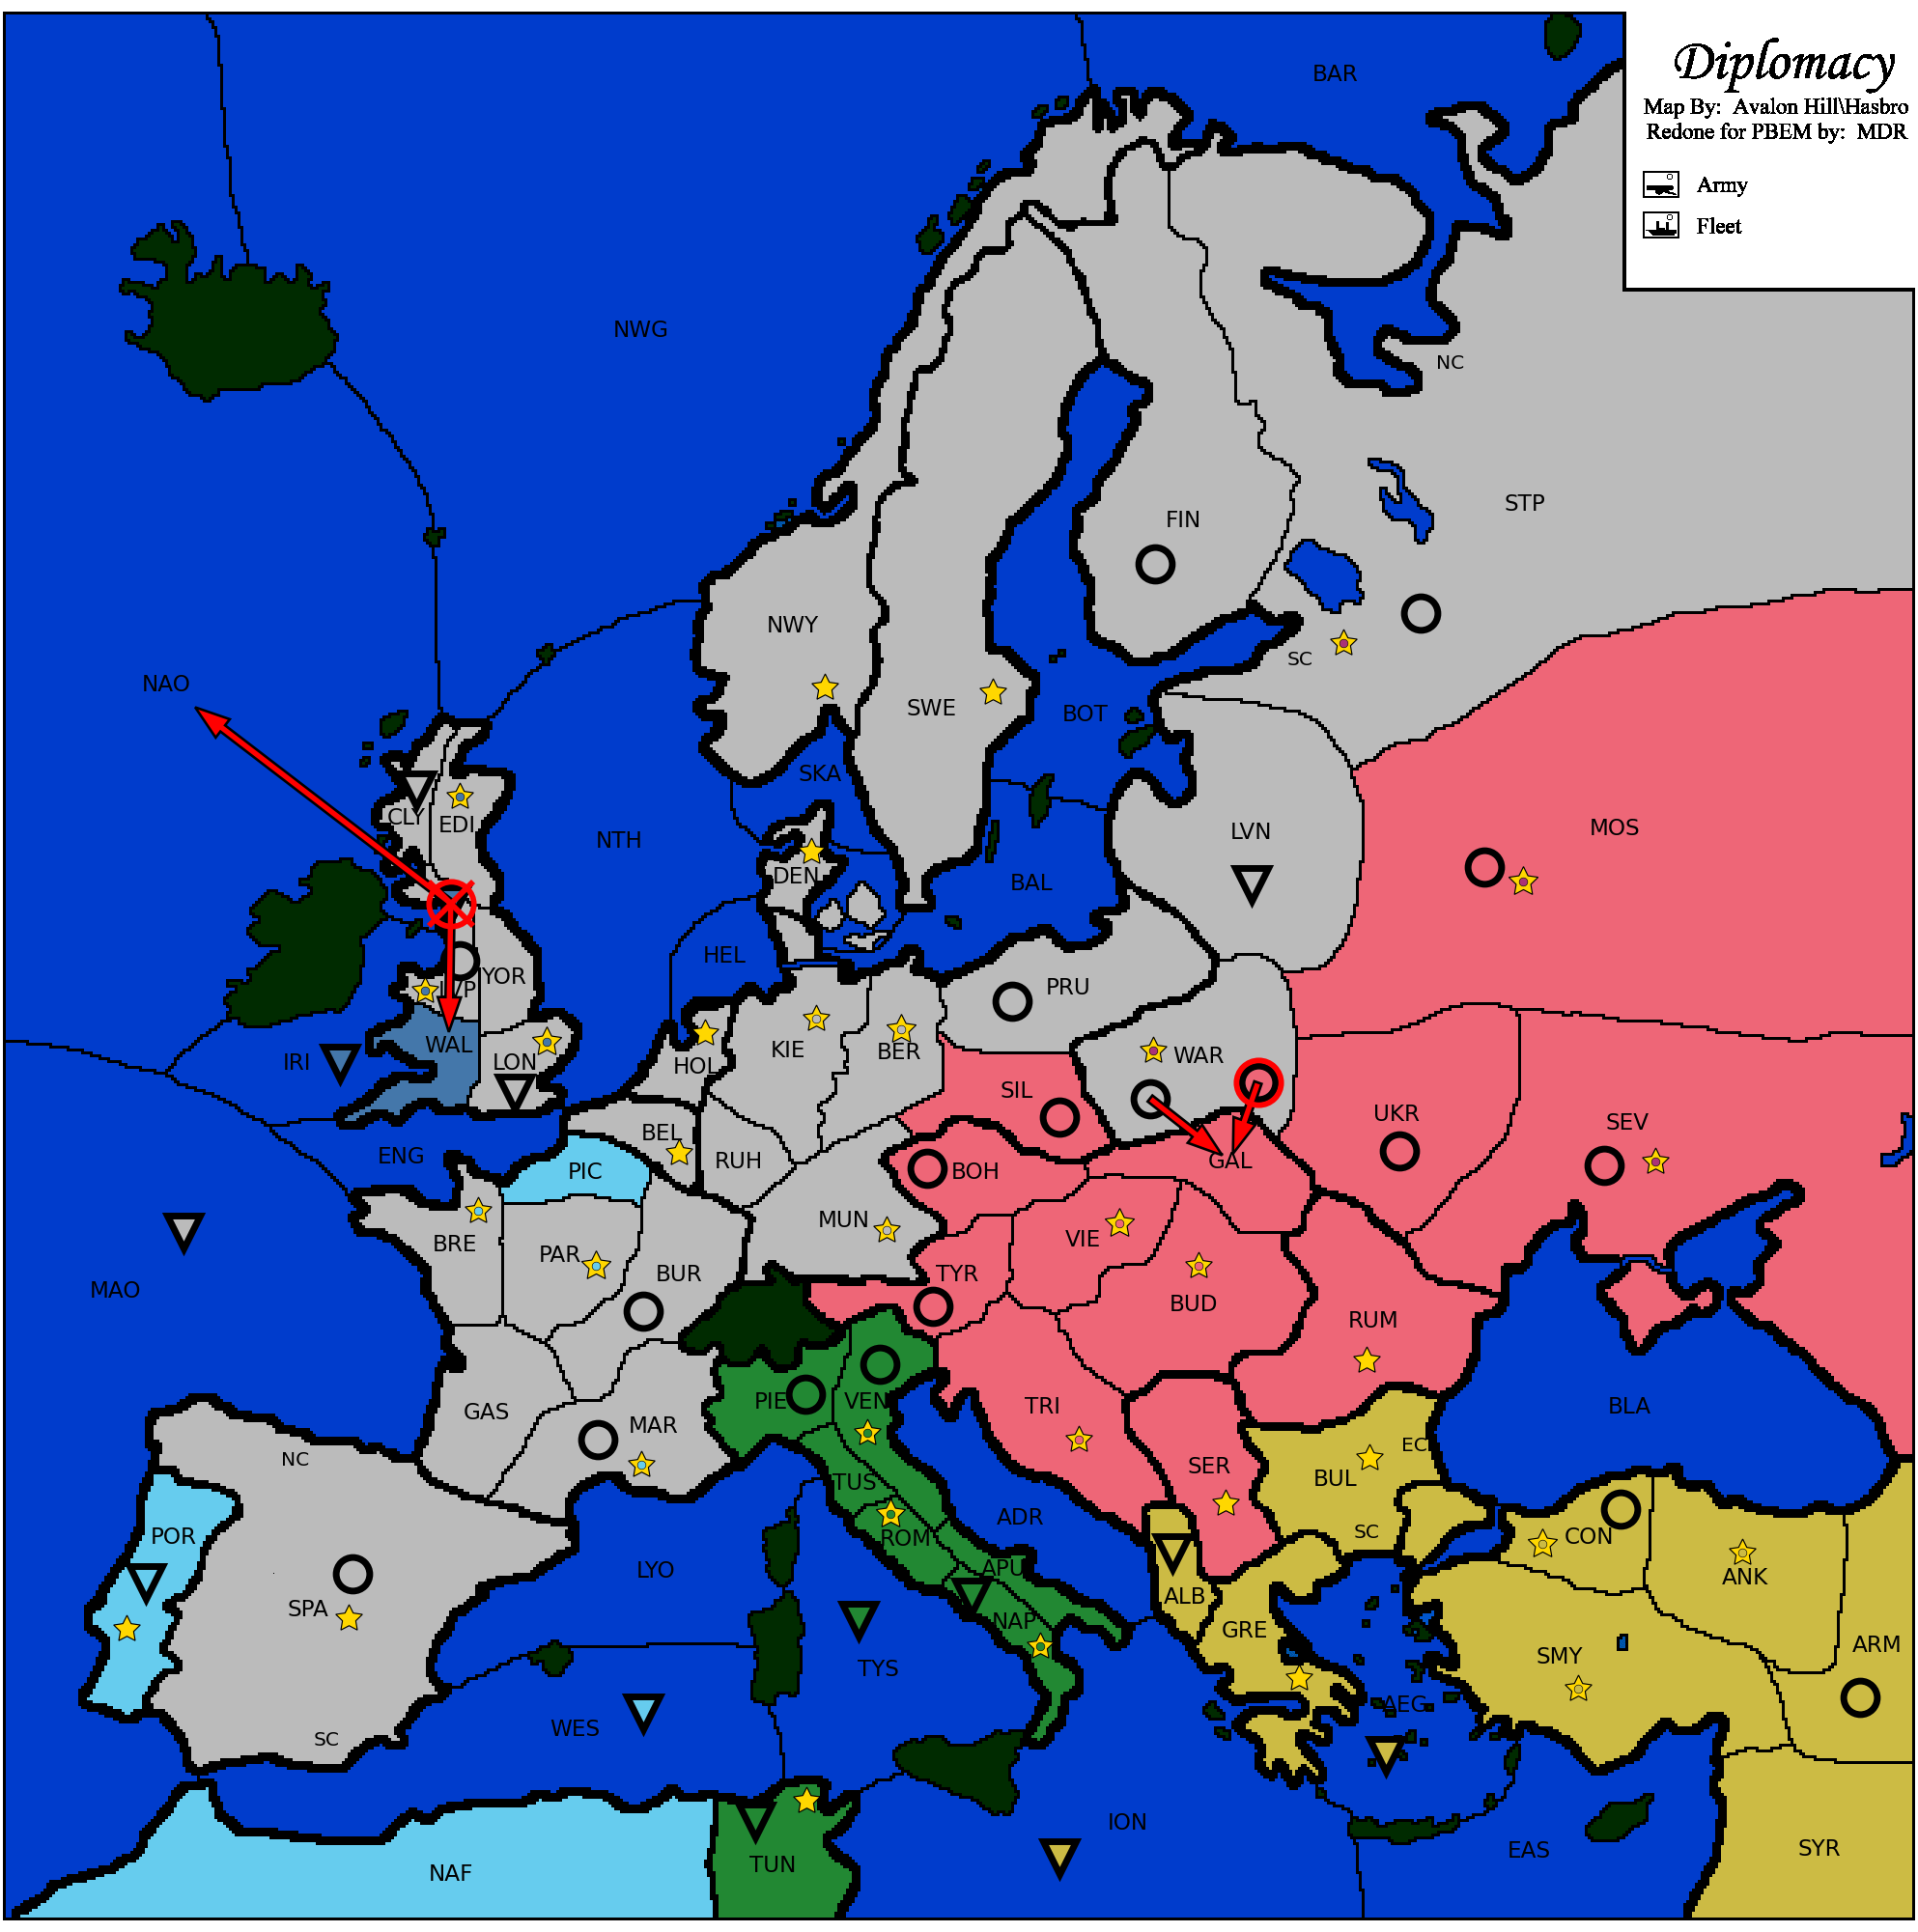 Diplomacy
Map By: Avalon Hill\Hasbro
Redone for PBEM by: MDR
Army
Fleet
BAR
NWG
NC
STP
FIN
NWY
SC
NAO
SWE
BOT
SKA
CLY
EDI
NTH
LVN
MOS
DEN
BAL
HEL
YOR
LVP
PRU
WAL
IRI
LON
HOL
KIE
BER
WAR
SIL
UKR
SEV
BEL
ENG
PIC
RUH
BOH
GAL
MUN
BRE
PAR
VIE
BUR
TYR
MAO
BUD
RUM
GAS
PIE
VEN
TRI
BLA
MAR
NC
EC
SER
BUL
TUS
ADR
SC
POR
ROM
CON
LYO
APU
ANK
SPA
ALB
NAP
GRE
ARM
SMY
TYS
AEG
WES
SC
ION
EAS
SYR
TUN
NAF